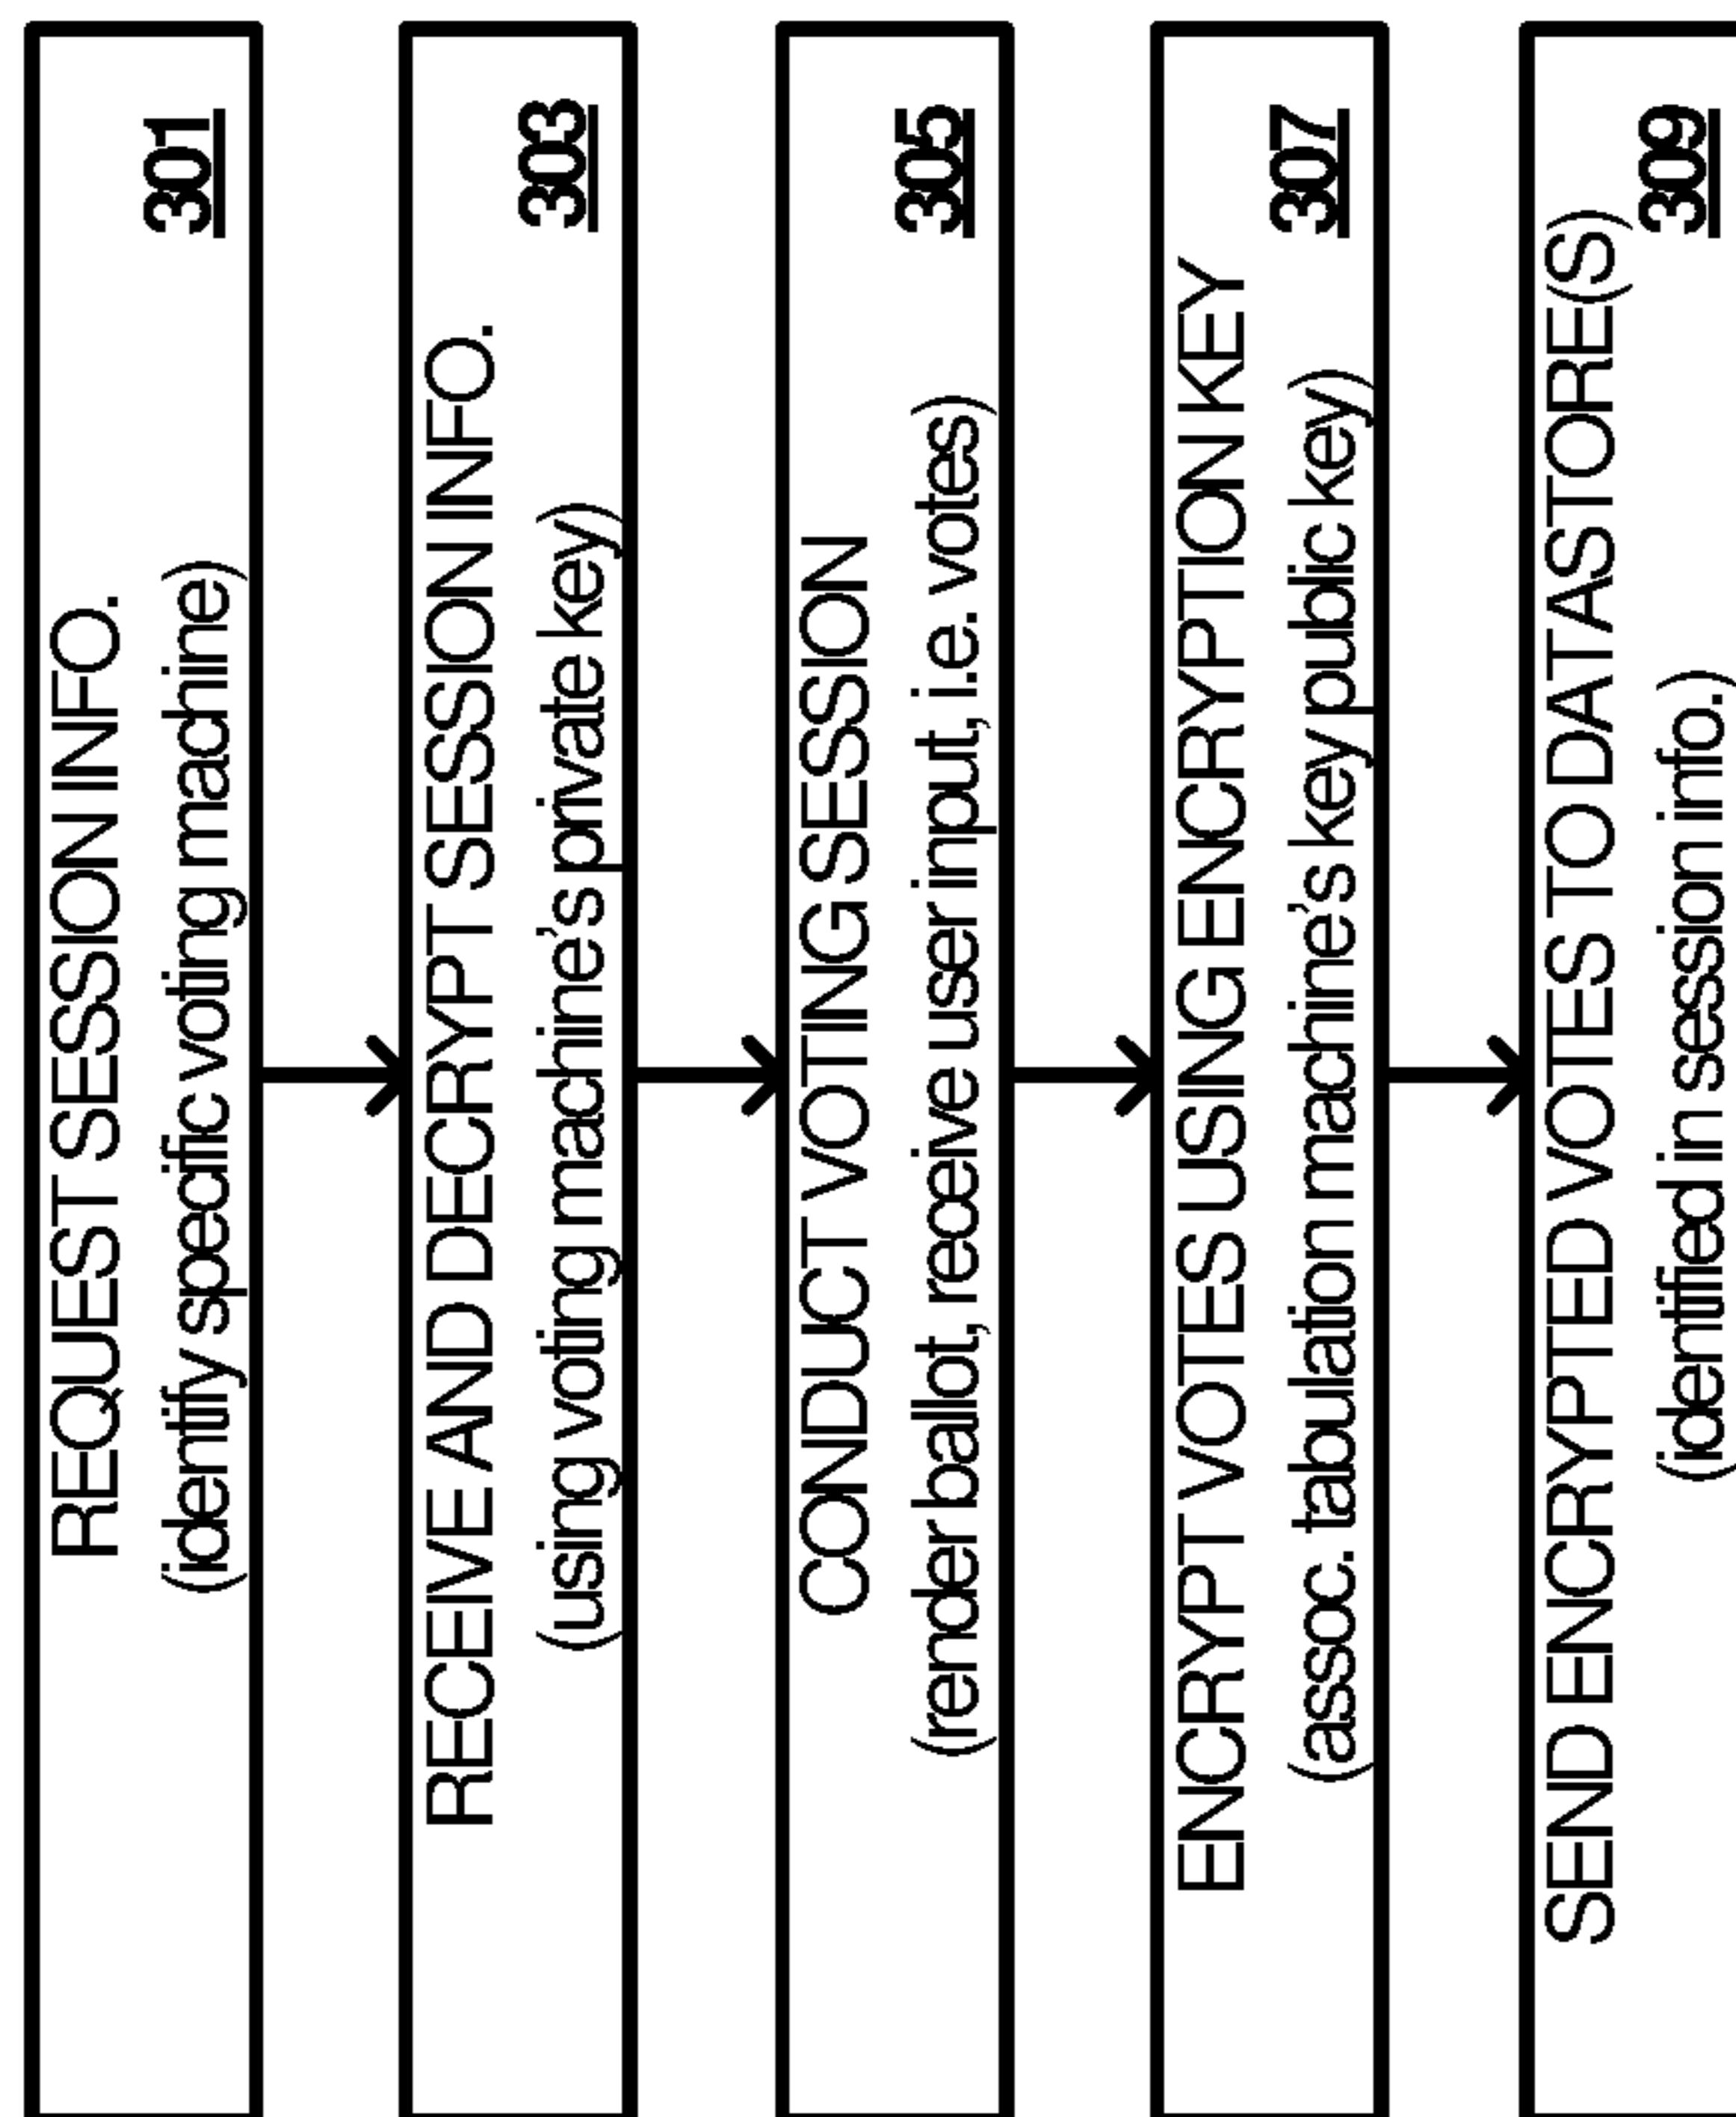 REQUEST SESSION INFO.
(identify specific voting machine)
301
RECEIVE AND DECRYPT SESSION INFO.
(using voting machine's private key)
303
CONDUCT VOTING SESSION
(render ballot, receive user input, i.e. votes)
305
ENCRYPT VOTES USING ENCRYPTION KEY
(assoc. tabulation machine's key public key)
307
SEND ENCRYPTED VOTES TO DATASTORE(S)
(identified in session info.)
309